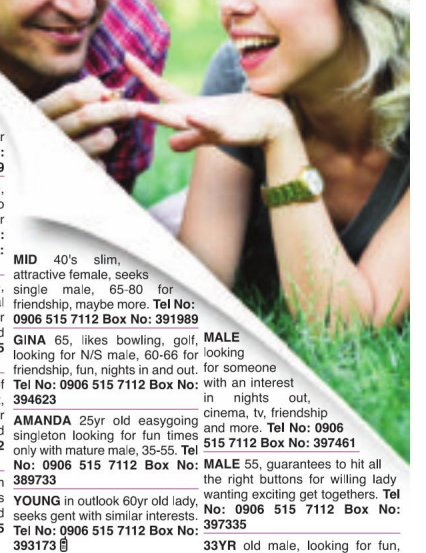 MID 40's slim,
attractive female, seeks
single male, 65-80 for
friendship, maybe more. Tel No:
0906 515 7112 Box No: 391989
GINA 65, likes bowling, golf,
looking for N/S male, 60-66 for
friendship, fun, nights in and out.
Tel No: 0906 515 7112 Box No:
394623
AMANDA 25yr old easygoing
singleton looking for fun times
only with mature male, 35-55. Tel
No: 0906 515 7112 Box No:
389733
YOUNG in outlook 60yr old lady,
seeks gent with similar interests.
Tel No: 0906 515 7112 Box No:
393173
MALE
looking
for someone
with an interest
in nights out,
cinema, tv, friendship
and more. Tel No: 0906
515 7112 Box No: 397461
MALE 55, guarantees to hit all
the right buttons for willing lady
wanting exciting get togethers. Tel
No: 0906 515 7112 Box No:
397335
33YR old male, looking for fun,